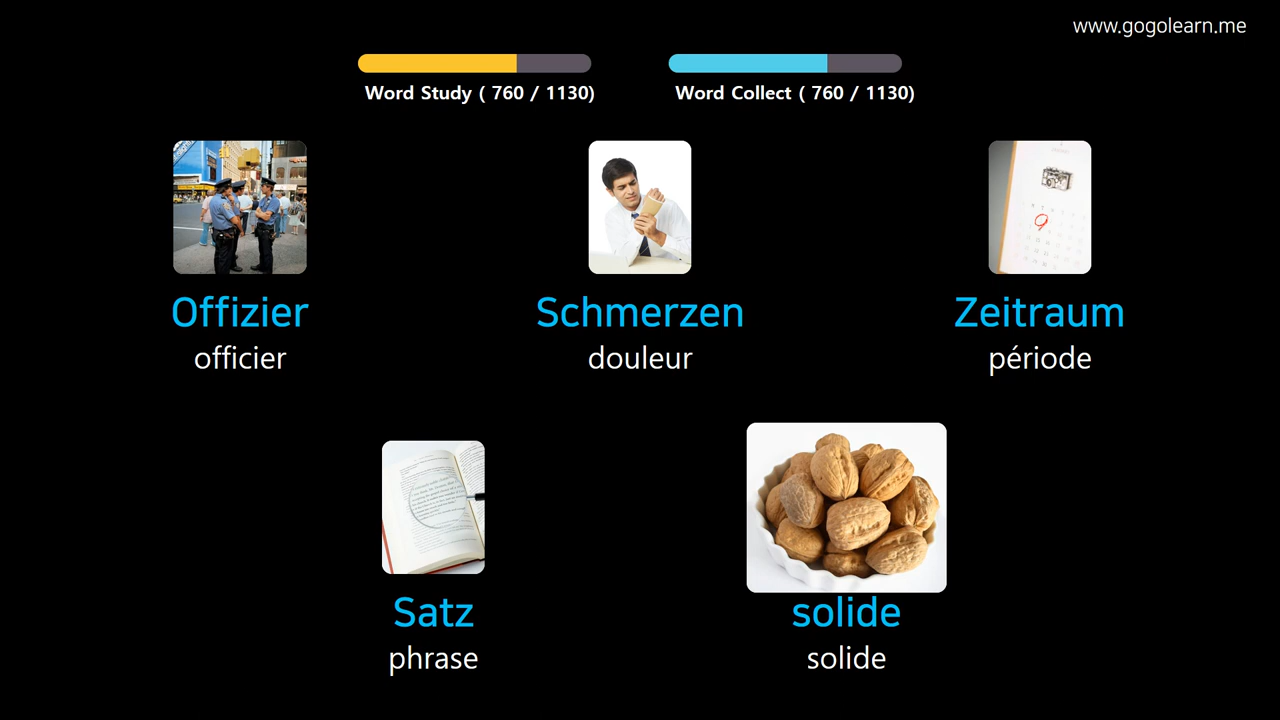 www.gogolearn.me
Word Study ( 760 / 1130)
Word Collect ( 760 / 1130)
Offizier
officier
Schmerzen
douleur
Zeitraum
période
Satz
phrase
solide
solide